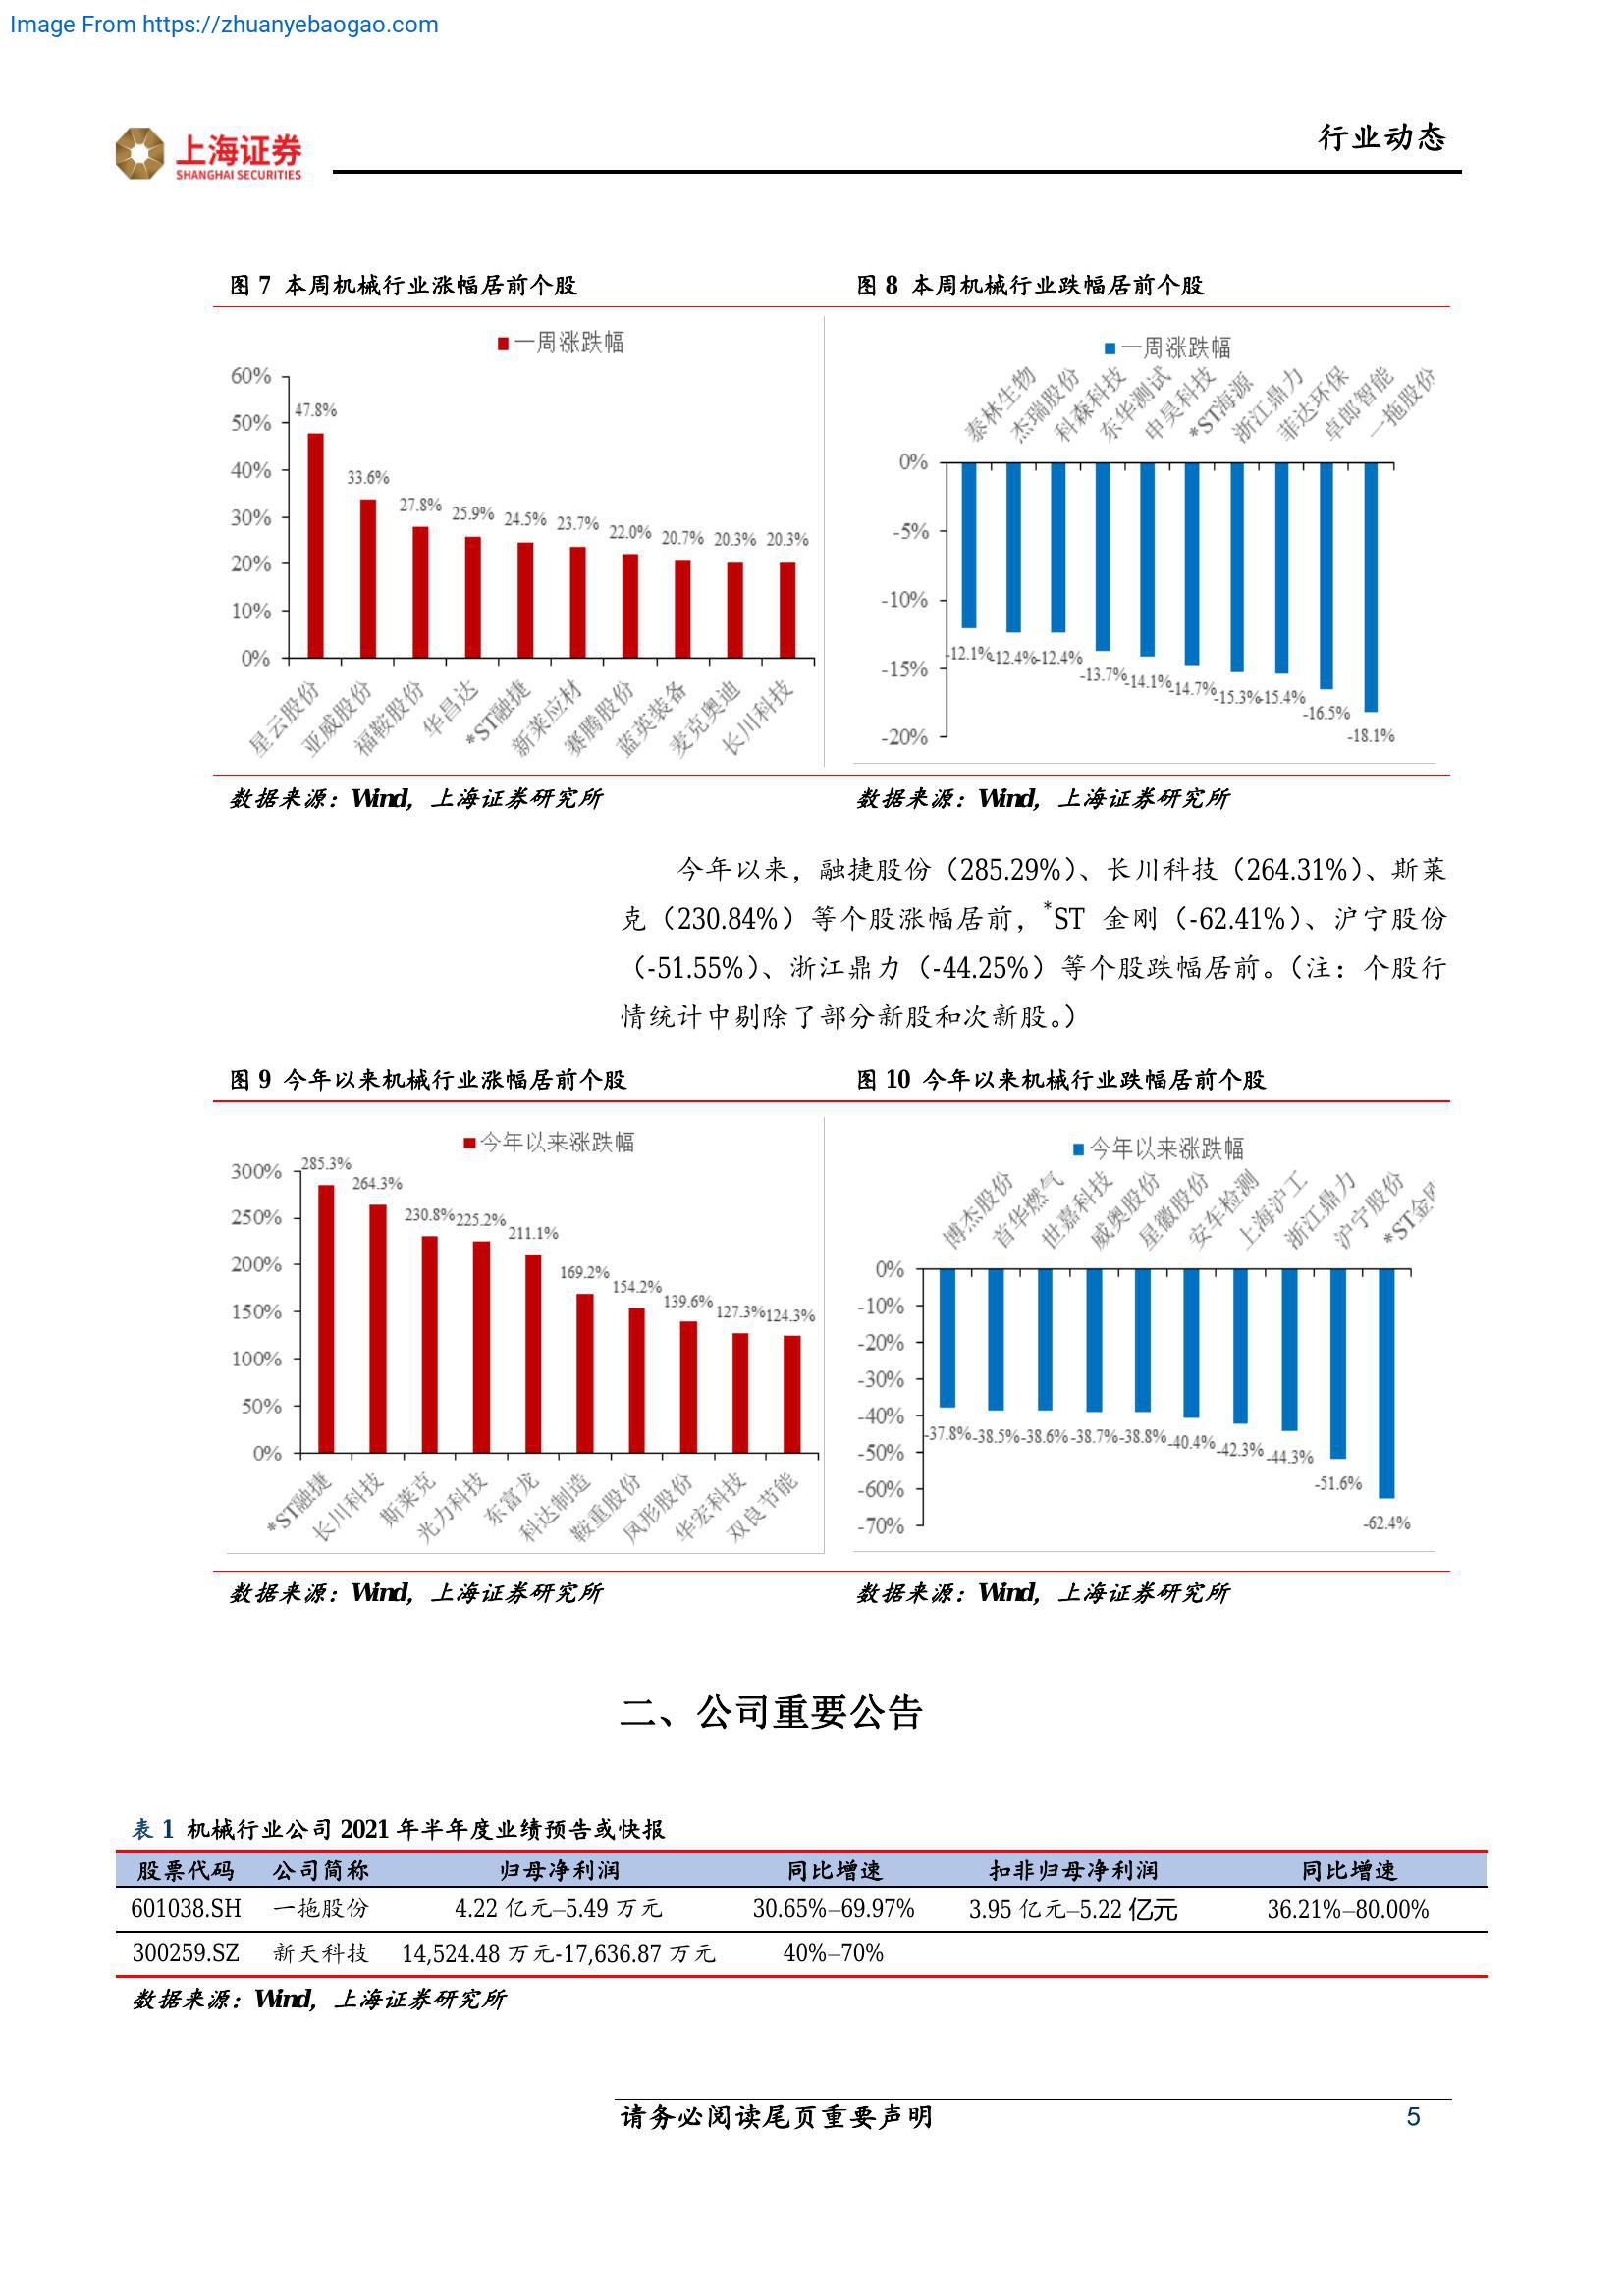 Image From https://zhuanyebaogao.com
上海证券
SHANGHAI SECURITIES
行业动态
图 7 本周机械行业涨幅居前个股
一周涨跌幅
60%
50%
40%
30%
20%
10%
0%
47.8%
33.6%
27.8%
25.9%
24.5%
23.7%
22.0%
20.7%
20.3%
20.3%
星云股份
亚威股份
福鞍股份
华昌达
*ST融捷
新莱应材
赛腾股份
蓝英装备
麦克奥迪
长川科技
数据来源：Wind，上海证券研究所
图 8 本周机械行业跌幅居前个股
一周涨跌幅
泰林生物
杰瑞股份
科森科技
东华测试
申昊科技
*ST海源
浙江鼎力
菲达环保
卓郎智能
一拖股份
0%
-5%
-10%
-15%
-20%
-12.1%
-12.4%
-12.4%
-13.7%
-14.1%
-14.7%
-15.3%
-15.4%
-16.5%
-18.1%
数据来源：Wind，上海证券研究所
今年以来，融捷股份（285.29%）、长川科技（264.31%）、斯莱
克（230.84%）等个股涨幅居前，*ST 金刚（-62.41%）、沪宁股份
（-51.55%）、浙江鼎力（-44.25%）等个股跌幅居前。（注：个股行
情统计中剔除了部分新股和次新股。）
图 9 今年以来机械行业涨幅居前个股
今年以来涨跌幅
300%
250%
200%
150%
100%
50%
0%
285.3%
264.3%
230.8%
225.2%
211.1%
169.2%
154.2%
139.6%
127.3%
124.3%
*ST融捷
长川科技
斯莱克
光力科技
东富龙
科达制造
鞍重股份
凤形股份
华宏科技
双良节能
数据来源：Wind，上海证券研究所
图 10 今年以来机械行业跌幅居前个股
今年以来涨跌幅
博杰股份
首华燃气
世嘉科技
威奥股份
星徽股份
安车检测
上海沪工
浙江鼎力
沪宁股份
*ST金
0%
-10%
-20%
-30%
-40%
-50%
-60%
-70%
-37.8%
-38.5%
-38.6%
-38.7%
-38.8%
-40.4%
-42.3%
-44.3%
-51.6%
-62.4%
数据来源：Wind，上海证券研究所
二、公司重要公告
表 1 机械行业公司 2021 年半年度业绩预告或快报
股票代码 公司简称 归母净利润 同比增速 扣非归母净利润 同比增速
601038.SH 一拖股份 4.22 亿元–5.49 万元 30.65%–69.97% 3.95 亿元–5.22 亿元 36.21%–80.00%
300259.SZ 新天科技 14,524.48 万元-17,636.87 万元 40%–70%
数据来源：Wind，上海证券研究所
请务必阅读尾页重要声明
5